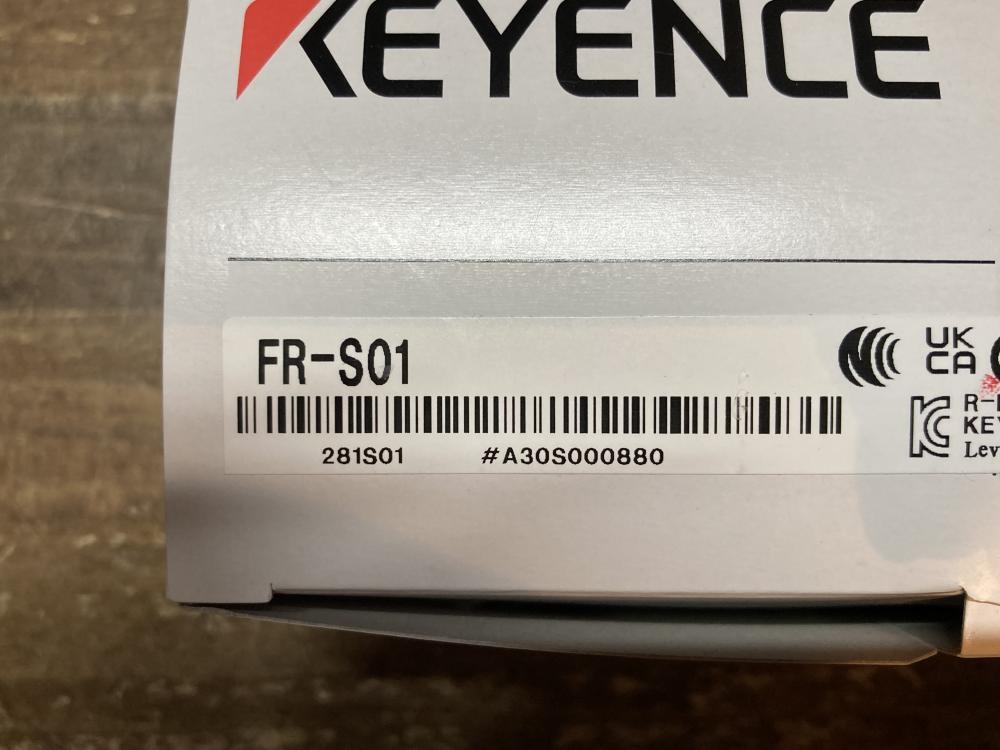 KEYENCE
FR-S01
UK
CA
281S01 #A30S000880